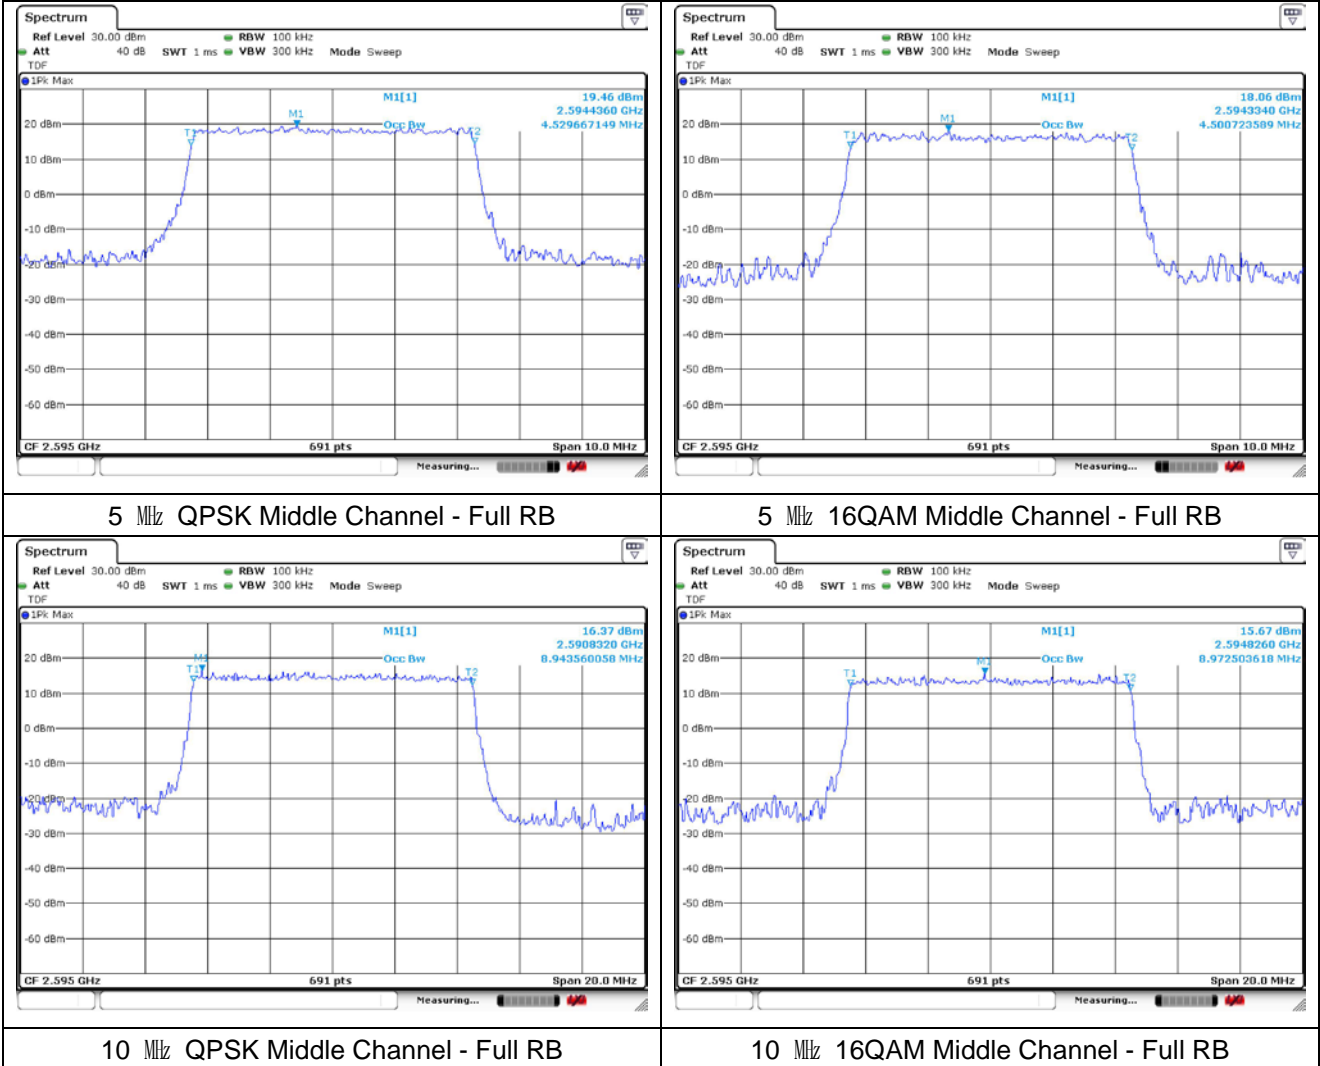 Spectrum
Ref Level 30.00 dBm RBW 100 kHz
Att 40 dB SWT 1 ms VBW 300 kHz Mode Sweep
TDF
1Pk Max
M1[1] 19.46 dBm
2.5944360 GHz
Occ Bw 4.529667149 MHz
M1
T1
T2
20 dBm
10 dBm
0 dBm
-10 dBm
-20 dBm
-30 dBm
-40 dBm
-50 dBm
-60 dBm
CF 2.595 GHz 691 pts Span 10.0 MHz
Measuring...
5 ㎒ QPSK Middle Channel - Full RB
Spectrum
Ref Level 30.00 dBm RBW 100 kHz
Att 40 dB SWT 1 ms VBW 300 kHz Mode Sweep
TDF
1Pk Max
M1[1] 18.06 dBm
2.5943340 GHz
Occ Bw 4.500723589 MHz
M1
T1
T2
20 dBm
10 dBm
0 dBm
-10 dBm
-20 dBm
-30 dBm
-40 dBm
-50 dBm
-60 dBm
CF 2.595 GHz 691 pts Span 10.0 MHz
Measuring...
5 ㎒ 16QAM Middle Channel - Full RB
Spectrum
Ref Level 30.00 dBm RBW 100 kHz
Att 40 dB SWT 1 ms VBW 300 kHz Mode Sweep
TDF
1Pk Max
M1[1] 16.37 dBm
2.5908320 GHz
Occ Bw 8.943560058 MHz
M1
T1
T2
20 dBm
10 dBm
0 dBm
-10 dBm
-20 dBm
-30 dBm
-40 dBm
-50 dBm
-60 dBm
CF 2.595 GHz 691 pts Span 20.0 MHz
Measuring...
10 ㎒ QPSK Middle Channel - Full RB
Spectrum
Ref Level 30.00 dBm RBW 100 kHz
Att 40 dB SWT 1 ms VBW 300 kHz Mode Sweep
TDF
1Pk Max
M1[1] 15.67 dBm
2.5948260 GHz
Occ Bw 8.972503618 MHz
M1
T1
T2
20 dBm
10 dBm
0 dBm
-10 dBm
-20 dBm
-30 dBm
-40 dBm
-50 dBm
-60 dBm
CF 2.595 GHz 691 pts Span 20.0 MHz
Measuring...
10 ㎒ 16QAM Middle Channel - Full RB